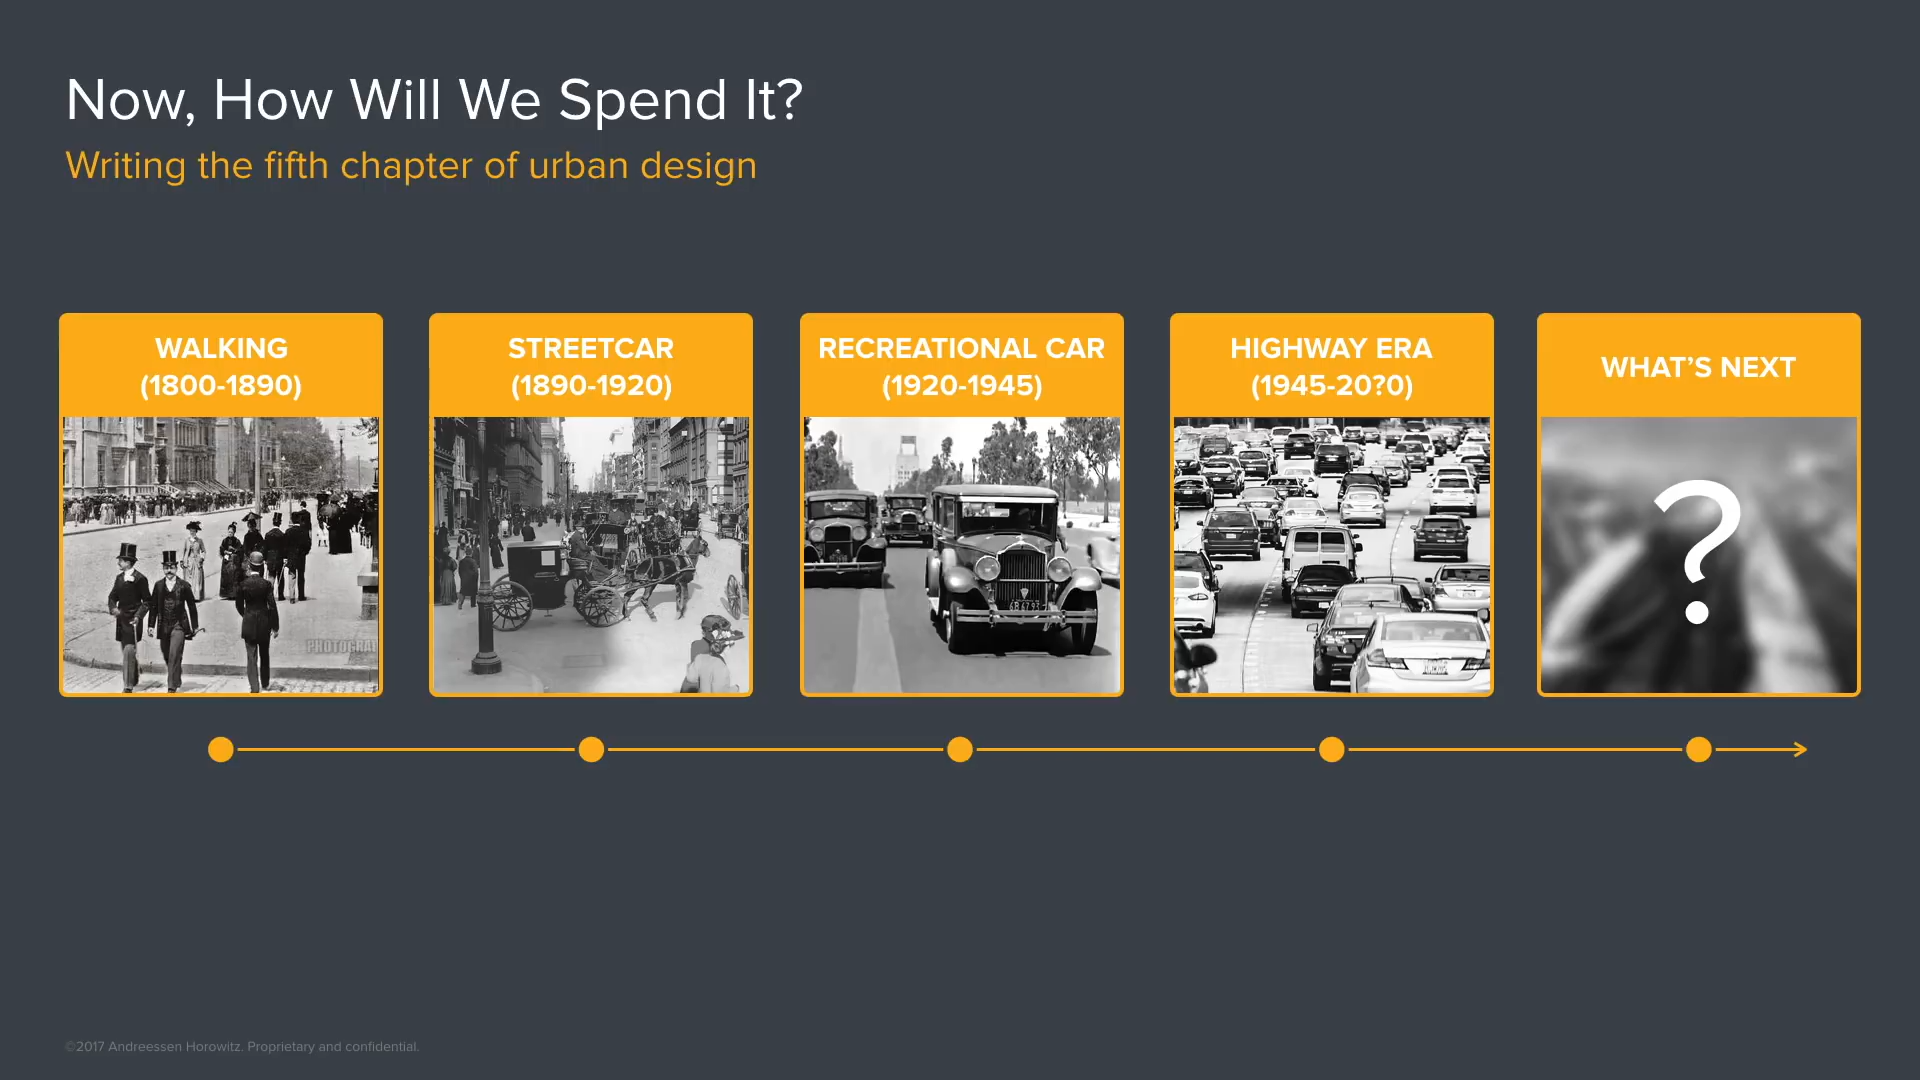 Now, How Will We Spend It?
Writing the fifth chapter of urban design
WALKING
(1800-1890)
STREETCAR
(1890-1920)
RECREATIONAL CAR
(1920-1945)
HIGHWAY ERA
(1945-20?0)
WHAT’S NEXT
?
©2017 Andreessen Horowitz. Proprietary and confidential.